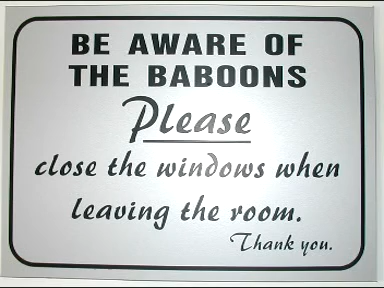 BE AWARE OF
THE BABOONS
Please
close the windows when
leaving the room.
Thank you.